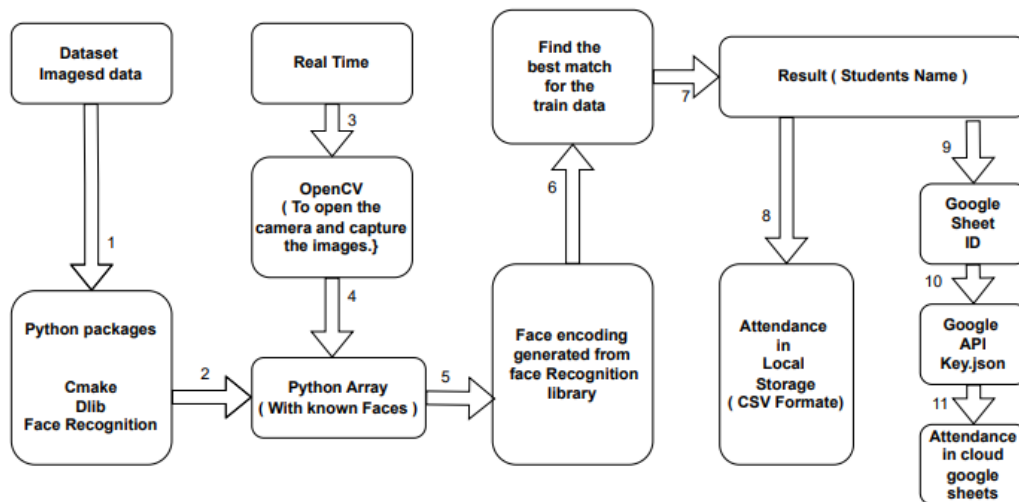 Dataset
Imagesd data
1
Python packages
Cmake
Dlib
Face Recognition
2
Real Time
3
OpenCV
( To open the
camera and capture
the images.}
4
Python Array
( With known Faces )
5
Face encoding
generated from
face Recognition
library
6
Find the
best match
for the
train data
7
Result ( Students Name )
8
Attendance
in
Local
Storage
( CSV Formate)
9
Google
Sheet
ID
10
Google
API
Key.json
11
Attendance
in cloud
google
sheets